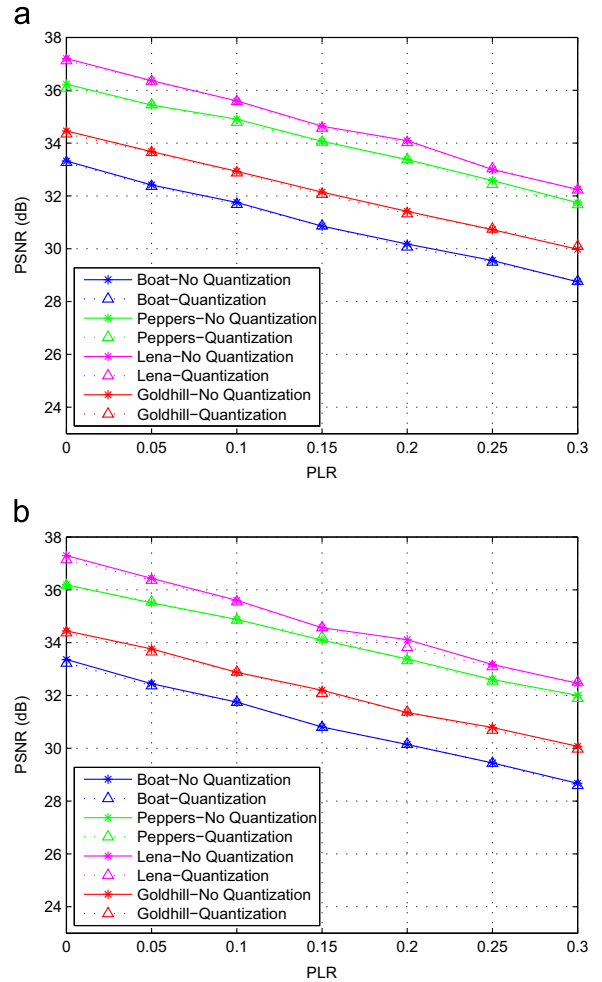 a
38
36
34
32
30
28
26
24
PSNR (dB)
Boat−No Quantization
Boat−Quantization
Peppers−No Quantization
Peppers−Quantization
Lena−No Quantization
Lena−Quantization
Goldhill−No Quantization
Goldhill−Quantization
0 0.05 0.1 0.15 0.2 0.25 0.3
PLR
b
38
36
34
32
30
28
26
24
PSNR (dB)
Boat−No Quantization
Boat−Quantization
Peppers−No Quantization
Peppers−Quantization
Lena−No Quantization
Lena−Quantization
Goldhill−No Quantization
Goldhill−Quantization
0 0.05 0.1 0.15 0.2 0.25 0.3
PLR